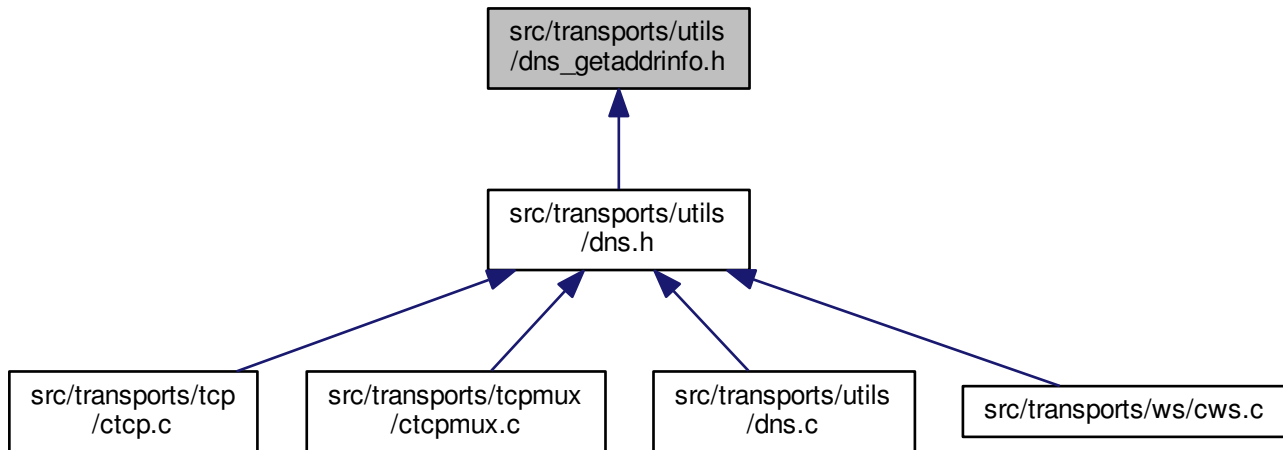 src/transports/utils
/dns_getaddrinfo.h
src/transports/utils
/dns.h
src/transports/tcp
/ctcp.c
src/transports/tcpmux
/ctcpmux.c
src/transports/utils
/dns.c
src/transports/ws/cws.c